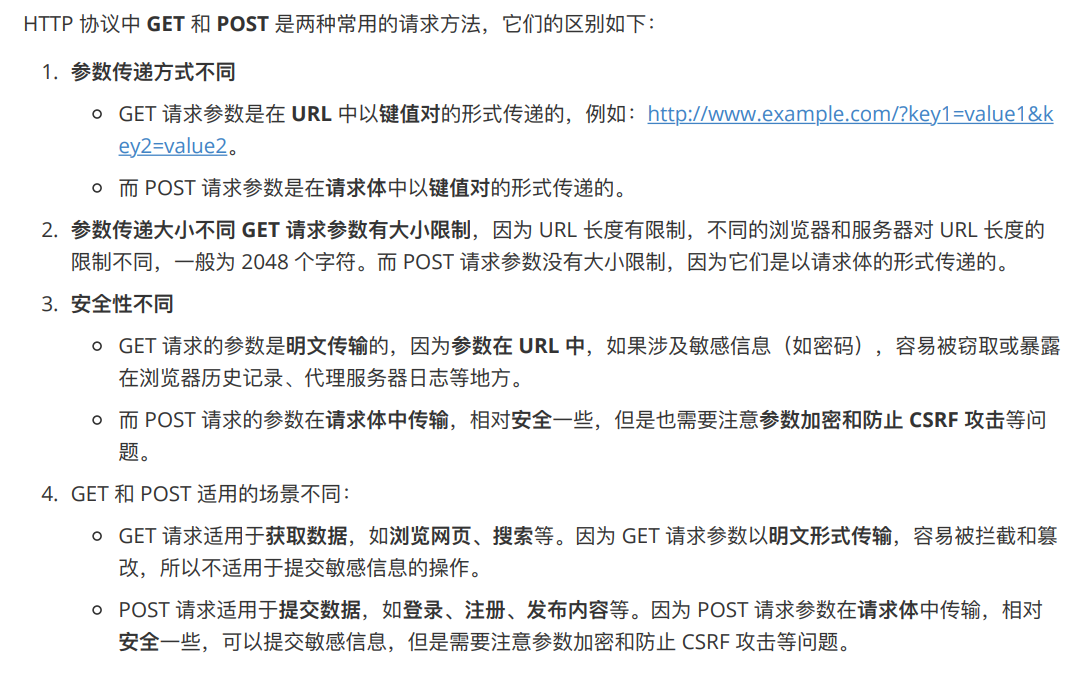 HTTP 协议中 GET 和 POST 是两种常用的请求方法，它们的区别如下：
1. 参数传递方式不同
GET 请求参数是在 URL 中以键值对的形式传递的，例如：http://www.example.com/?key1=value1&k
ey2=value2。
而 POST 请求参数是在请求体中以键值对的形式传递的。
2. 参数传递大小不同 GET 请求参数有大小限制，因为 URL 长度有限制，不同的浏览器和服务器对 URL 长度的
限制不同，一般为 2048 个字符。而 POST 请求参数没有大小限制，因为它们是以请求体的形式传递的。
3. 安全性不同
GET 请求的参数是明文传输的，因为参数在 URL 中，如果涉及敏感信息（如密码），容易被窃取或暴露
在浏览器历史记录、代理服务器日志等地方。
而 POST 请求的参数在请求体中传输，相对安全一些，但是也需要注意参数加密和防止 CSRF 攻击等问
题。
4. GET 和 POST 适用的场景不同：
GET 请求适用于获取数据，如浏览网页、搜索等。因为 GET 请求参数以明文形式传输，容易被拦截和篡
改，所以不适用于提交敏感信息的操作。
POST 请求适用于提交数据，如登录、注册、发布内容等。因为 POST 请求参数在请求体中传输，相对
安全一些，可以提交敏感信息，但是需要注意参数加密和防止 CSRF 攻击等问题。